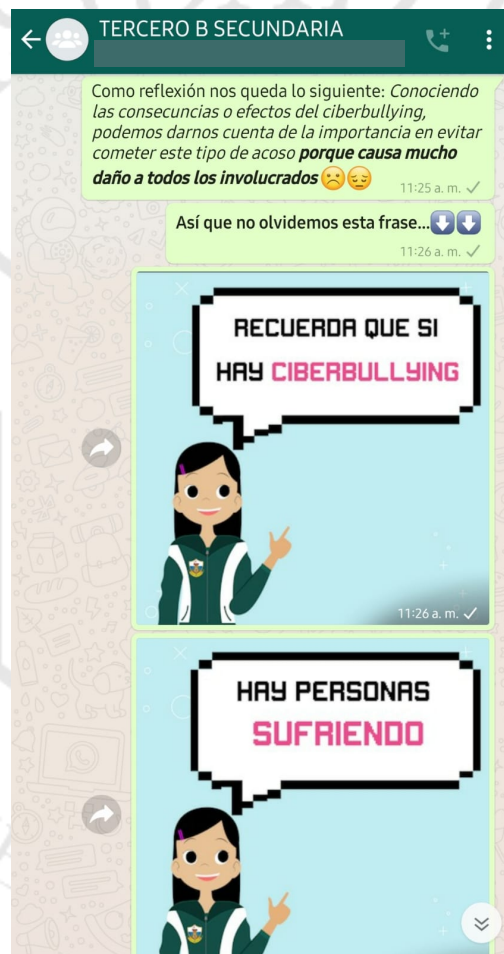 TERCERO B SECUNDARIA
Como reflexión nos queda lo siguiente: Conociendo
las consecuncias o efectos del ciberbullying,
podemos darnos cuenta de la importancia en evitar
cometer este tipo de acoso porque causa mucho
daño a todos los involucrados☹️😔
11:25 a. m. ✓
Así que no olvidemos esta frase...⬇️⬇️
11:26 a. m. ✓
RECUERDA QUE SI
HAY CIBERBULLYING
11:26 a. m. ✓
HAY PERSONAS
SUFRIENDO